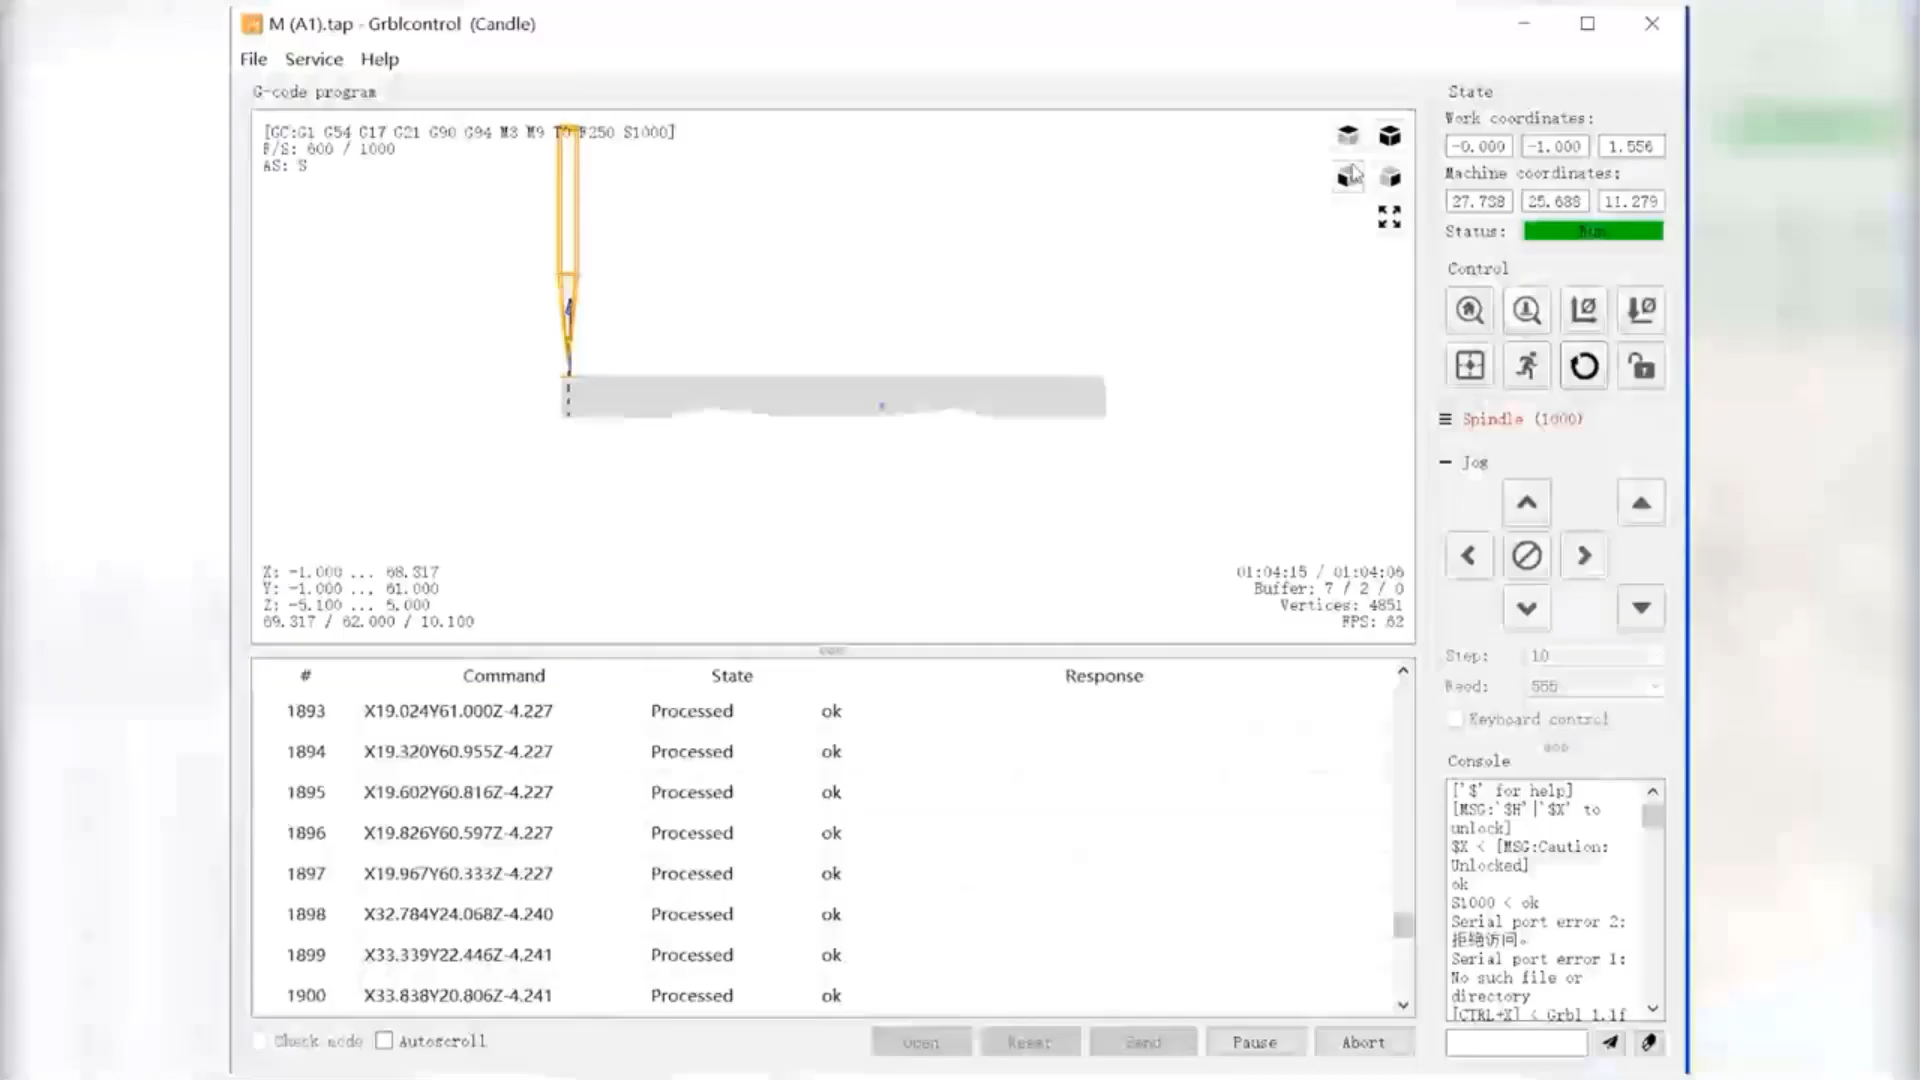 M (A1).tap - Grblcontrol (Candle)
File Service Help
G-code program
[GC:G1 G54 G17 G21 G90 G94 M3 M9 T0 F250 S1000]
F/S: 600 / 1000
AS: S
X: -1.000 ... 68.317
Y: -1.000 ... 61.000
Z: -5.100 ... 5.000
69.317 / 62.000 / 10.100
01:04:15 / 01:04:06
Buffer: 7 / 2 / 0
Vertices: 4851
FPS: 62
# Command State Response
1893 X19.024Y61.000Z-4.227 Processed ok
1894 X19.320Y60.955Z-4.227 Processed ok
1895 X19.602Y60.816Z-4.227 Processed ok
1896 X19.826Y60.597Z-4.227 Processed ok
1897 X19.967Y60.333Z-4.227 Processed ok
1898 X32.784Y24.068Z-4.240 Processed ok
1899 X33.339Y22.446Z-4.241 Processed ok
1900 X33.838Y20.806Z-4.241 Processed ok
Check mode Autoscroll Open Reset Send Pause Abort
State
Work coordinates:
-0.000 -1.000 1.556
Machine coordinates:
27.738 25.688 11.279
Status: Run
Control
Spindle (1000)
Jog
Step: 10
555
Keyboard control
Console
['$' for help]
[MSG:'$H'|'$X' to
unlock]
$X < [MSG:Caution:
Unlocked]
ok
S1000 < ok
Serial port error 2:
拒绝访问。
Serial port error 1:
No such file or
directory
[CTRL+X] < Grbl 1.1f